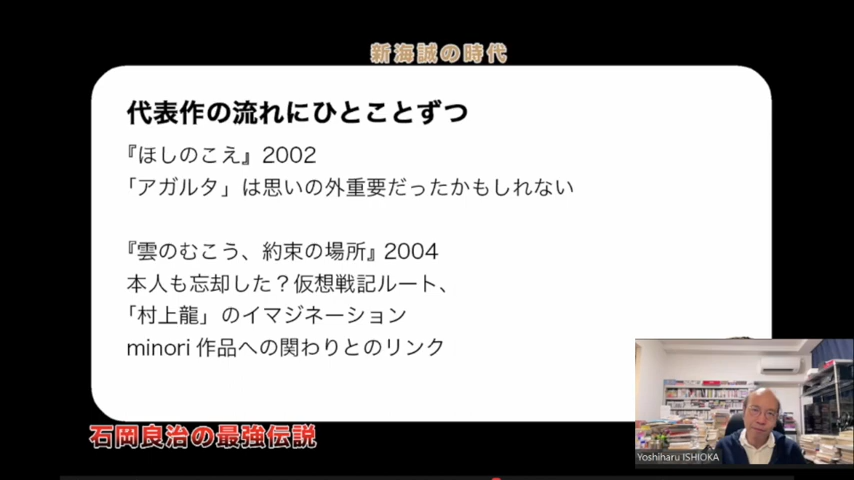 新海誠の時代
代表作の流れにひとことずつ
『ほしのこえ』2002
「アガルタ」は思いの外重要だったかもしれない
『雲のむこう、約束の場所』2004
本人も忘却した？仮想戦記ルート、
「村上龍」のイマジネーション
minori 作品への関わりとのリンク
石岡良治の最強伝説
Yoshiharu ISHIOKA